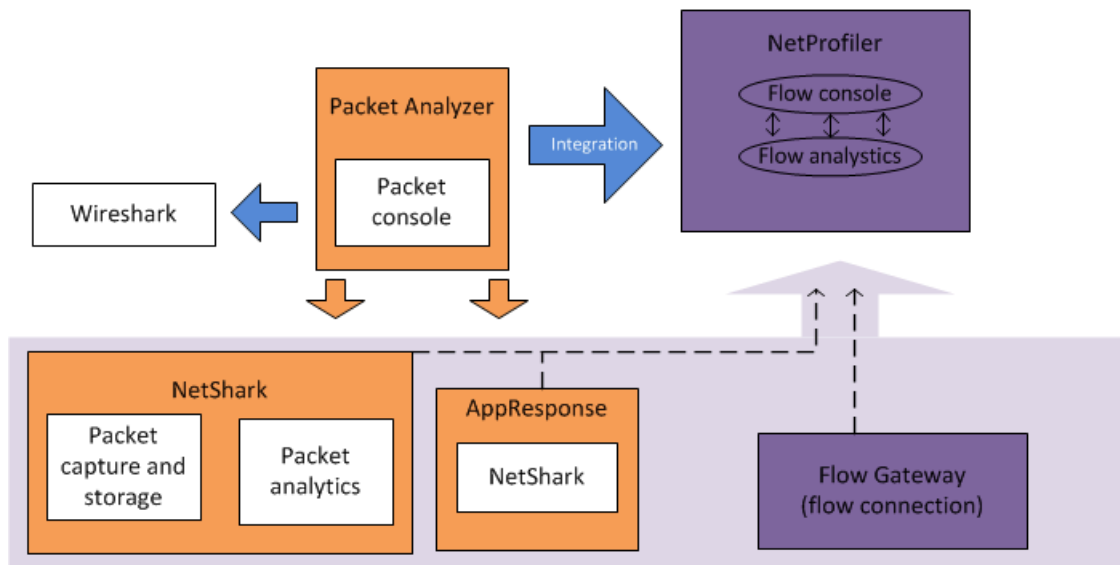 NetProfiler
Flow console
Flow analystics
Packet Analyzer
Packet
console
Integration
Wireshark
NetShark
Packet
capture and
storage
Packet
analytics
AppResponse
NetShark
Flow Gateway
(flow connection)